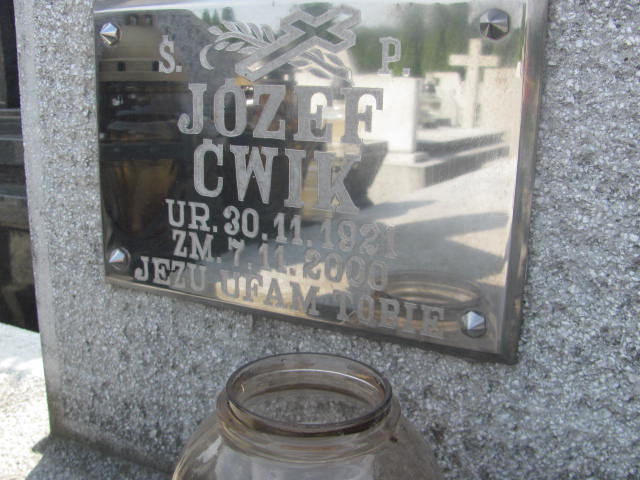 Ś. P.
JÓZEF
ĆWIK
UR. 30.11.1921
ZM. 7.11.2000
JEZU UFAM TOBIE